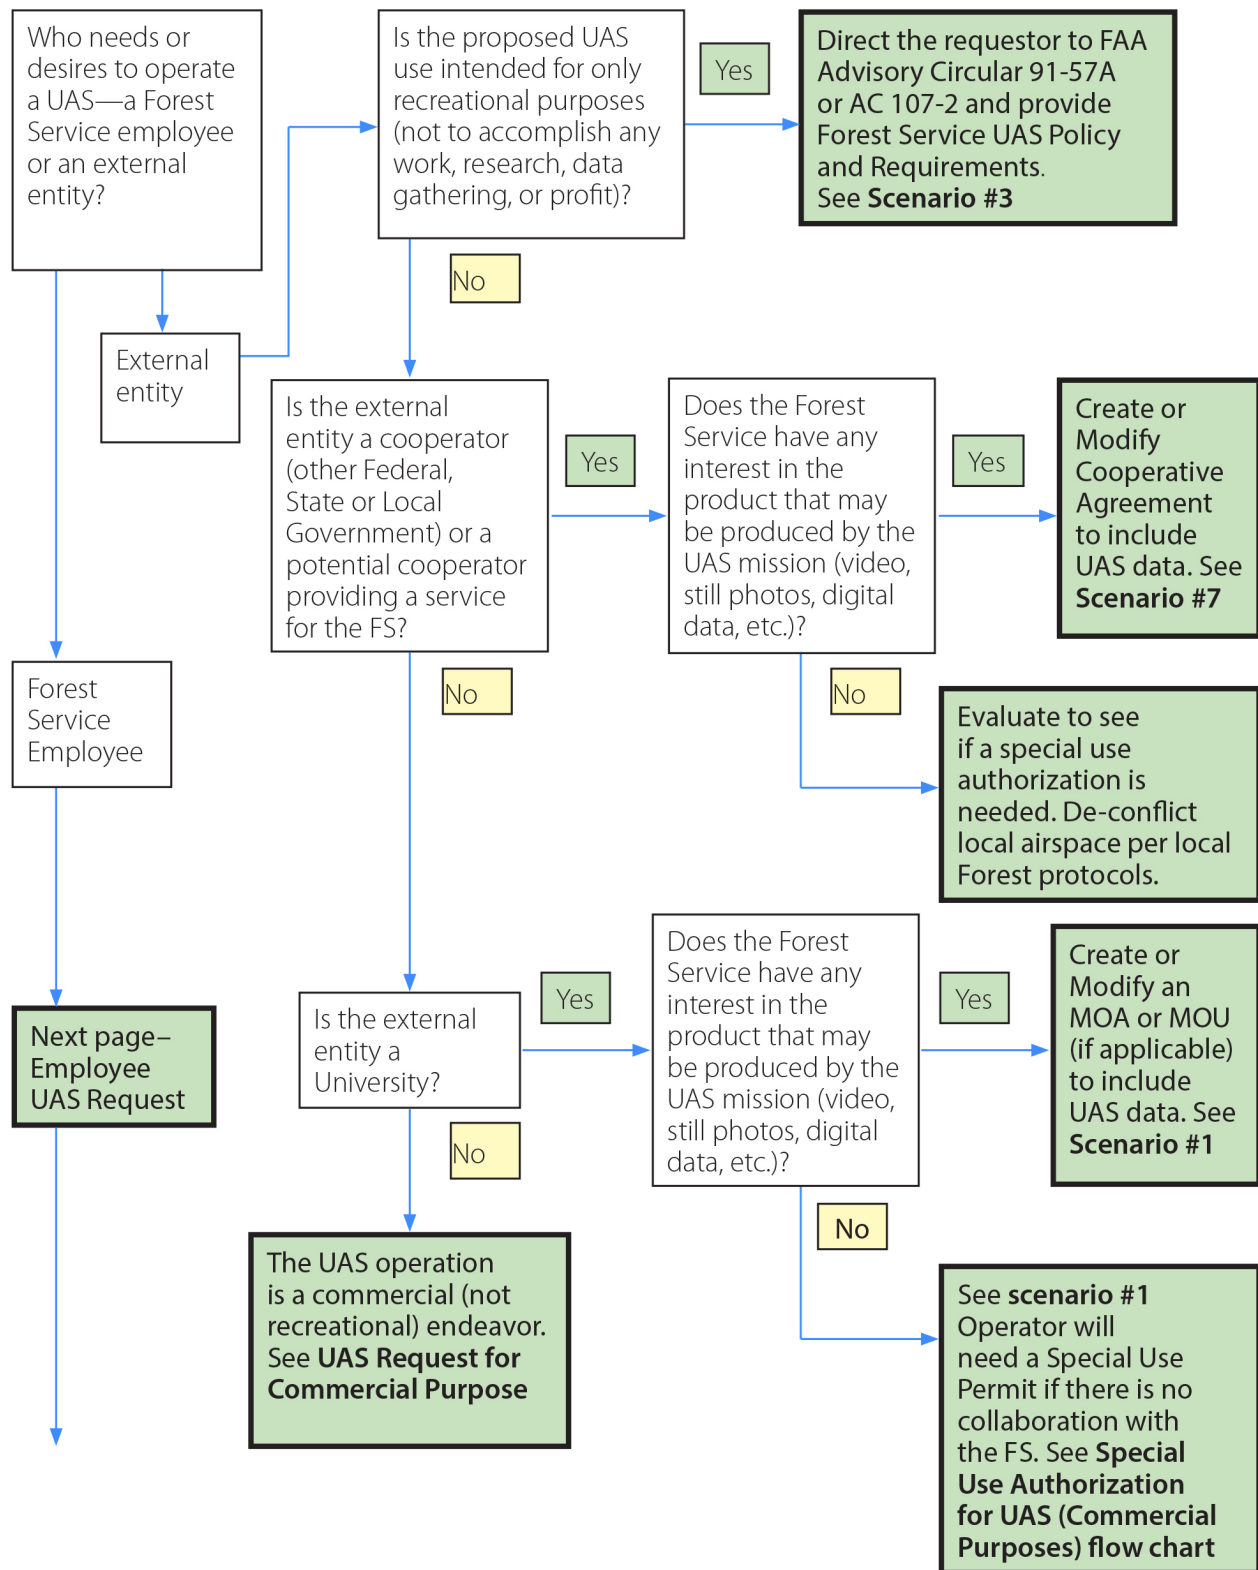 Who needs or
desires to operate
a UAS—a Forest
Service employee
or an external
entity?
Is the proposed UAS
use intended for only
recreational purposes
(not to accomplish any
work, research, data
gathering, or profit)?
Yes
Direct the requestor to FAA
Advisory Circular 91-57A
or AC 107-2 and provide
Forest Service UAS Policy
and Requirements.
See Scenario #3
No
External
entity
Is the external
entity a cooperator
(other Federal,
State or Local
Government) or a
potential cooperator
providing a service
for the FS?
Yes
Does the Forest
Service have any
interest in the
product that may
be produced by the
UAS mission (video,
still photos, digital
data, etc.)?
Yes
Create or
Modify
Cooperative
Agreement
to include
UAS data. See
Scenario #7
No
No
Forest
Service
Employee
Evaluate to see
if a special use
authorization is
needed. De-conflict
local airspace per local
Forest protocols.
Next page–
Employee
UAS Request
Is the external
entity a
University?
Yes
Does the Forest
Service have any
interest in the
product that may
be produced by the
UAS mission (video,
still photos, digital
data, etc.)?
Yes
Create or
Modify an
MOA or MOU
(if applicable)
to include
UAS data. See
Scenario #1
No
No
The UAS operation
is a commercial (not
recreational) endeavor.
See UAS Request for
Commercial Purpose
See scenario #1
Operator will
need a Special Use
Permit if there is no
collaboration with
the FS. See Special
Use Authorization
for UAS (Commercial
Purposes) flow chart